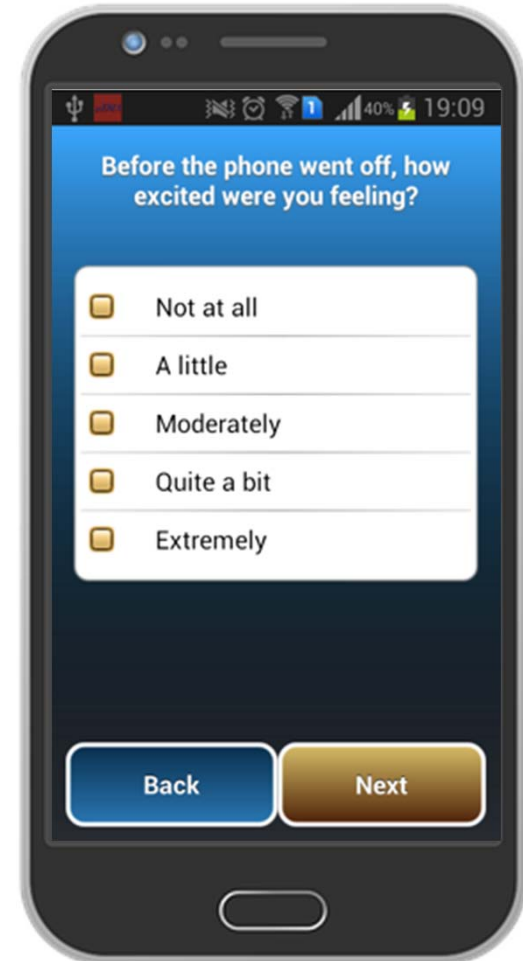 1 40% 19:09
Before the phone went off, how
excited were you feeling?
Not at all
A little
Moderately
Quite a bit
Extremely
Back Next